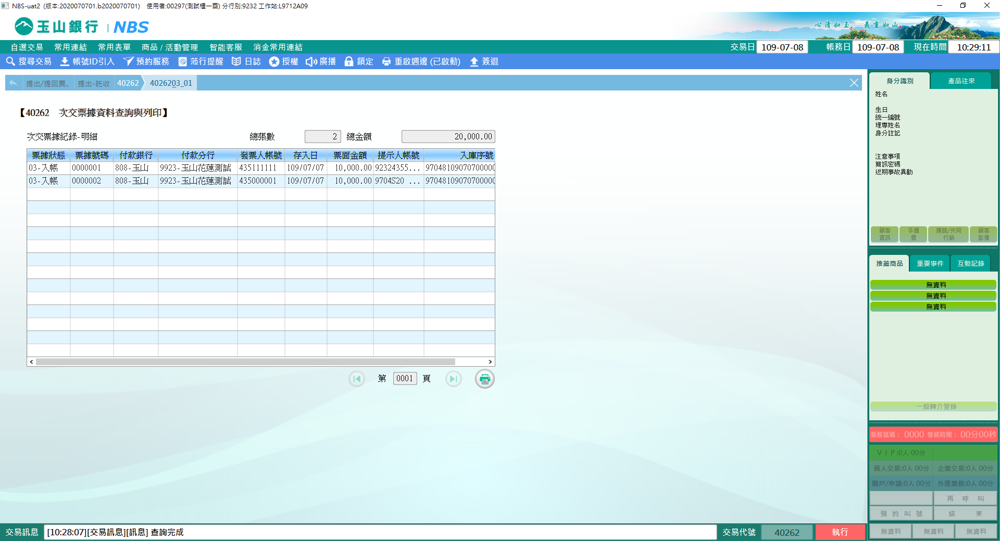 NBS-uat2 (版本:2020070701.b2020070701) 使用者:00297(測試櫃一酉) 分行別:9232 工作站:L9712A09
玉山銀行 | NBS
心清如玉。義重如山。
自選交易 常用連結 常用表單 商品 / 活動管理 智能客服 消金常用連結 交易日 109-07-08 帳務日 109-07-08 現在時間 10:29:11
搜尋交易 帳號ID引入 預約服務 蒞行提醒 日誌 授權 廣播 鎖定 重啟週邊 (已啟動) 簽退
提出/提回票.. 提出-託收 40262 4026203_01
【40262 次交票據資料查詢與列印】
次交票據紀錄-明細 總張數 2 總金額 20,000.00
票據狀態 票據號碼 付款銀行 付款分行 發票人帳號 存入日 票面金額 提示人帳號 入庫序號
03-入帳 0000001 808-玉山 9923-玉山花蓮測試 435111111 109/07/07 10,000.00 92324355... 97048109070700000
03-入帳 0000002 808-玉山 9923-玉山花蓮測試 435000001 109/07/07 10,000.00 9704S20 ... 97048109070700000
第 0001 頁
身分識別 產品往來
姓名
生日
統一編號
理專姓名
身分註記
注意事項
簡訊密碼
近期事故異動
顧客資訊 手續費 通路/共同行銷 顧客影像
推薦商品 重要事件 互動記錄
無資料
無資料
無資料
一般轉介登錄
服務號碼： 0000 等候時間： 00分00秒
ＶＩＰ:0人 00分
個人交易:0人 00分 企業交易:0人 00分
開戶/申請:0人 00分 外匯業務:0人 00分
再 呼 叫
預 約 叫 號 結 束
無資料 無資料 無資料
交易訊息 [10:28:07][交易訊息][訊息] 查詢完成 交易代號 40262 執行